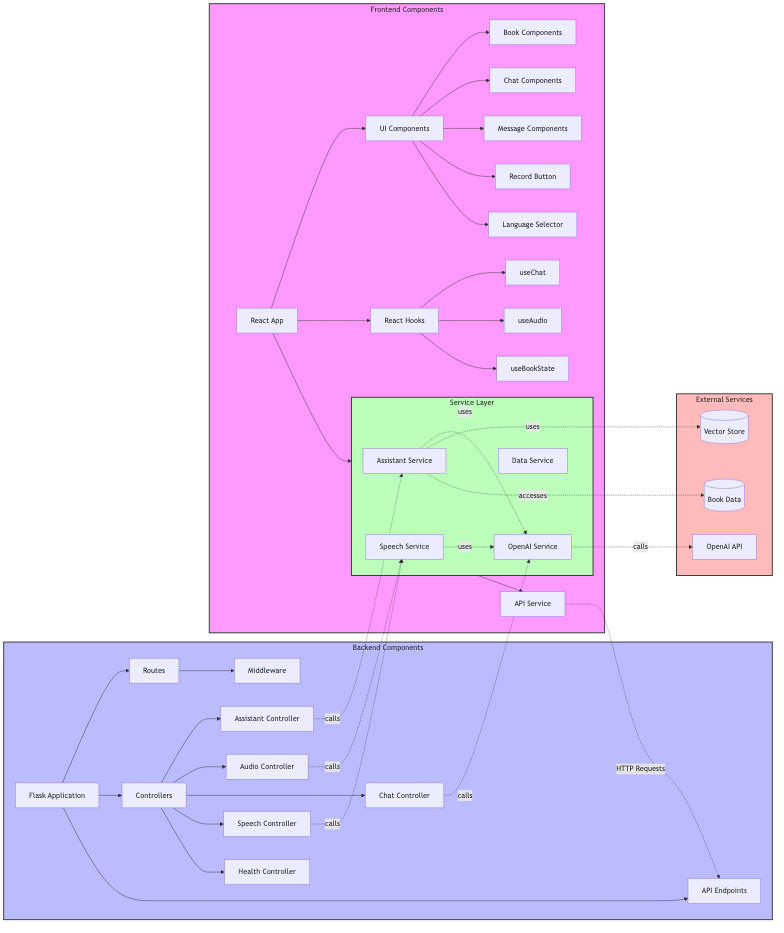 Frontend Components
Book Components
Chat Components
UI Components
Message Components
Record Button
Language Selector
useChat
React App
React Hooks
useAudio
useBookState
Service Layer
uses
Assistant Service
uses
Data Service
accesses
Speech Service
uses
OpenAI Service
calls
API Service
External Services
Vector Store
Book Data
OpenAI API
Backend Components
Routes
Middleware
Assistant Controller
calls
Audio Controller
calls
HTTP Requests
Flask Application
Controllers
Chat Controller
calls
Speech Controller
calls
Health Controller
API Endpoints